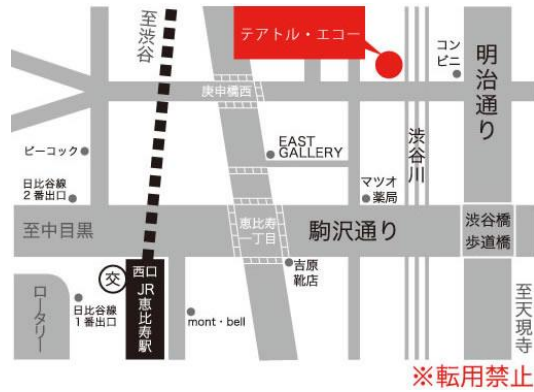 至渋谷
テアトル・エコー
コン
ビニ
明治通り
庚申橋西
渋谷川
EAST
GALLERY
ピーコック
マツオ
薬局
日比谷線
2番出口
至中目黒
恵比寿
一丁目
駒沢通り
渋谷橋
歩道橋
交
西口
JR恵比寿駅
吉原
靴店
ロータリー
日比谷線
1番出口
mont・bell
至天現寺
※転用禁止